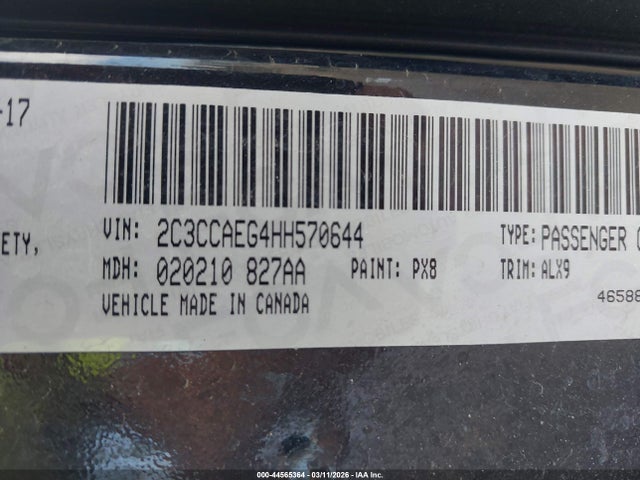 -17
ETY,
VIN: 2C3CCAEG4HH570644 TYPE: PASSENGER
MDH: 020210 827AA PAINT: PX8 TRIM: ALX9
VEHICLE MADE IN CANADA 46588
000-44565364 - 03/11/2026 - IAA Inc.